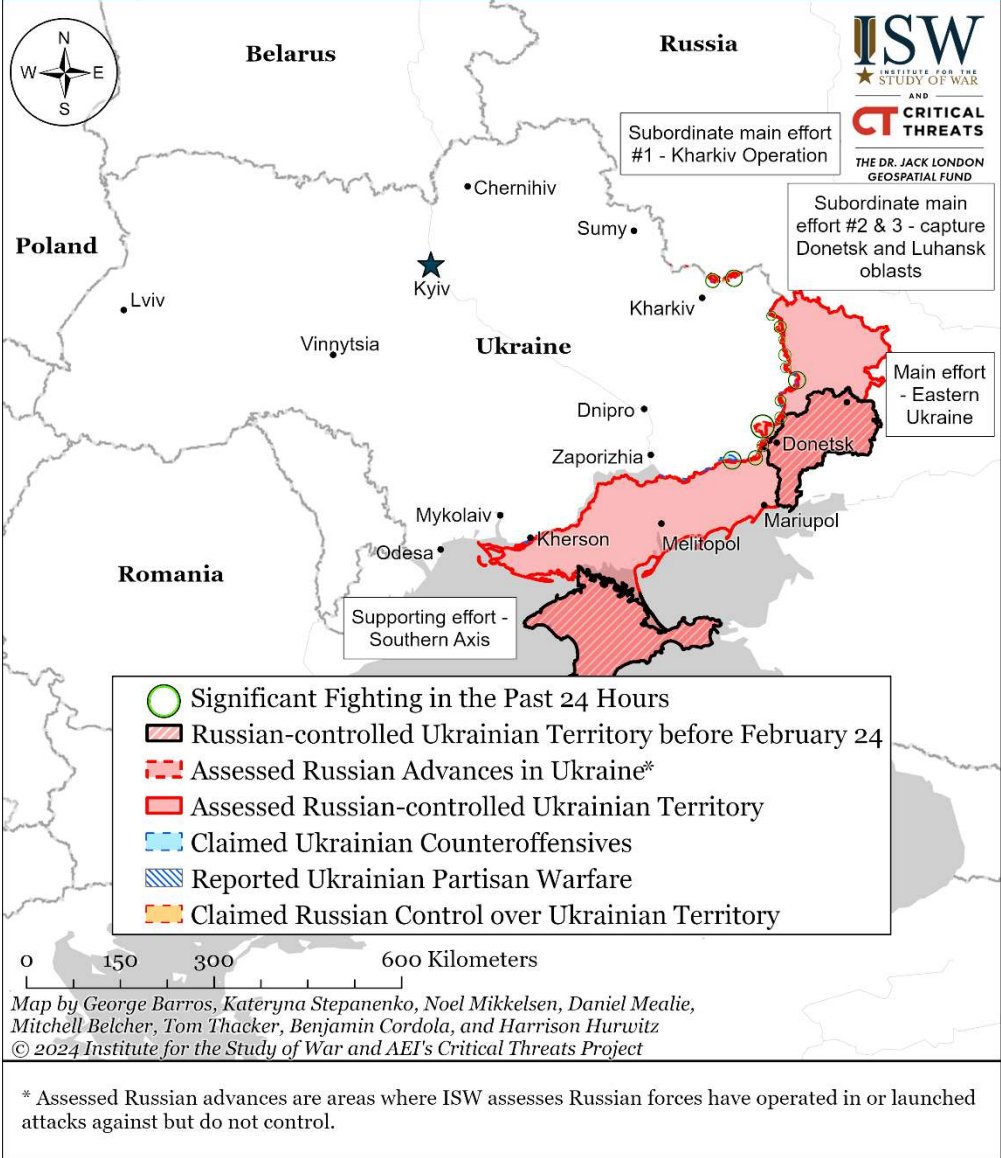 N
W
E
S
Belarus
Russia
ISW
INSTITUTE FOR THE
STUDY OF WAR
AND
CT CRITICAL
THREATS
THE DR. JACK LONDON
GEOSPATIAL FUND
Subordinate main effort
#1 - Kharkiv Operation
Subordinate main
effort #2 & 3 - capture
Donetsk and Luhansk
oblasts
Chernihiv
Sumy
Poland
Kyiv
Lviv
Kharkiv
Vinnytsia
Ukraine
Main effort
- Eastern
Ukraine
Dnipro
Donetsk
Zaporizhia
Mykolaiv
Mariupol
Kherson
Melitopol
Odesa
Romania
Supporting effort -
Southern Axis
Significant Fighting in the Past 24 Hours
Russian-controlled Ukrainian Territory before February 24
Assessed Russian Advances in Ukraine*
Assessed Russian-controlled Ukrainian Territory
Claimed Ukrainian Counteroffensives
Reported Ukrainian Partisan Warfare
Claimed Russian Control over Ukrainian Territory
0 150 300 600 Kilometers
Map by George Barros, Kateryna Stepanenko, Noel Mikkelsen, Daniel Mealie,
Mitchell Belcher, Tom Thacker, Benjamin Cordola, and Harrison Hurwitz
© 2024 Institute for the Study of War and AEI's Critical Threats Project
* Assessed Russian advances are areas where ISW assesses Russian forces have operated in or launched
attacks against but do not control.